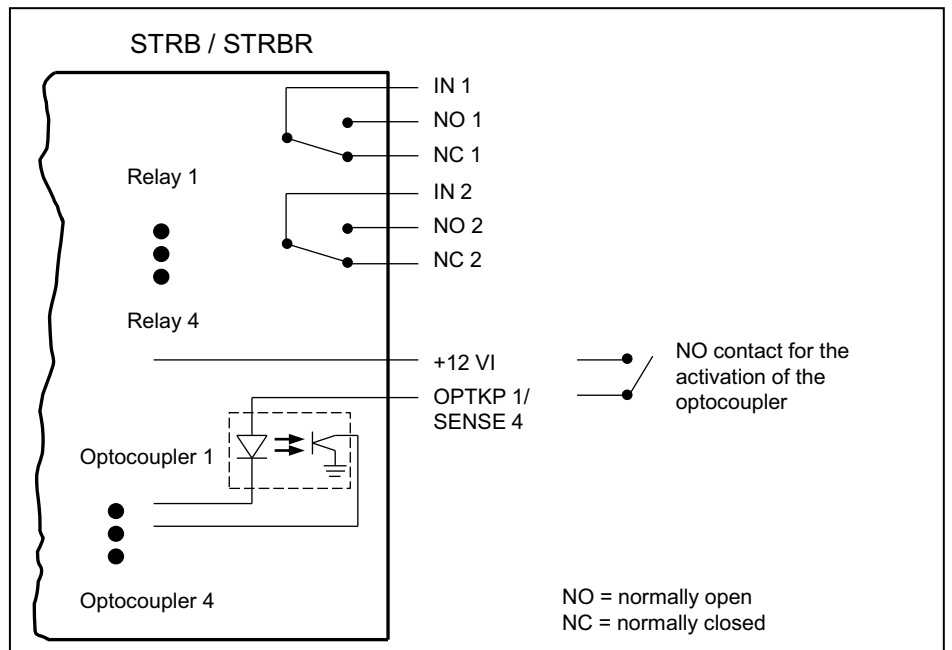 STRB / STRBR
IN 1
NO 1
NC 1
Relay 1
IN 2
NO 2
NC 2
Relay 4
+12 VI
NO contact for the
activation of the
optocoupler
OPTKP 1/
SENSE 4
Optocoupler 1
Optocoupler 4
NO = normally open
NC = normally closed